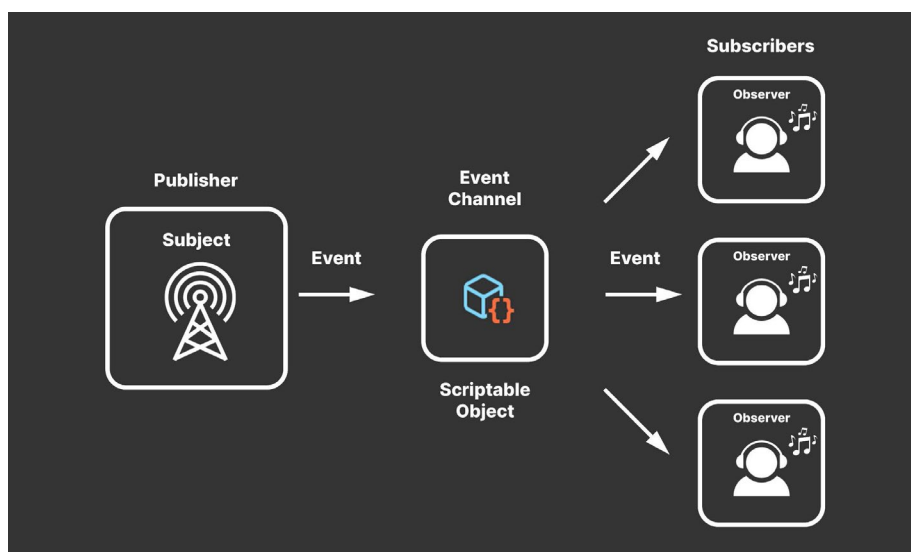 Subscribers
Observer
Publisher
Event
Channel
Subject
Event
Event
Observer
Scriptable
Object
Observer